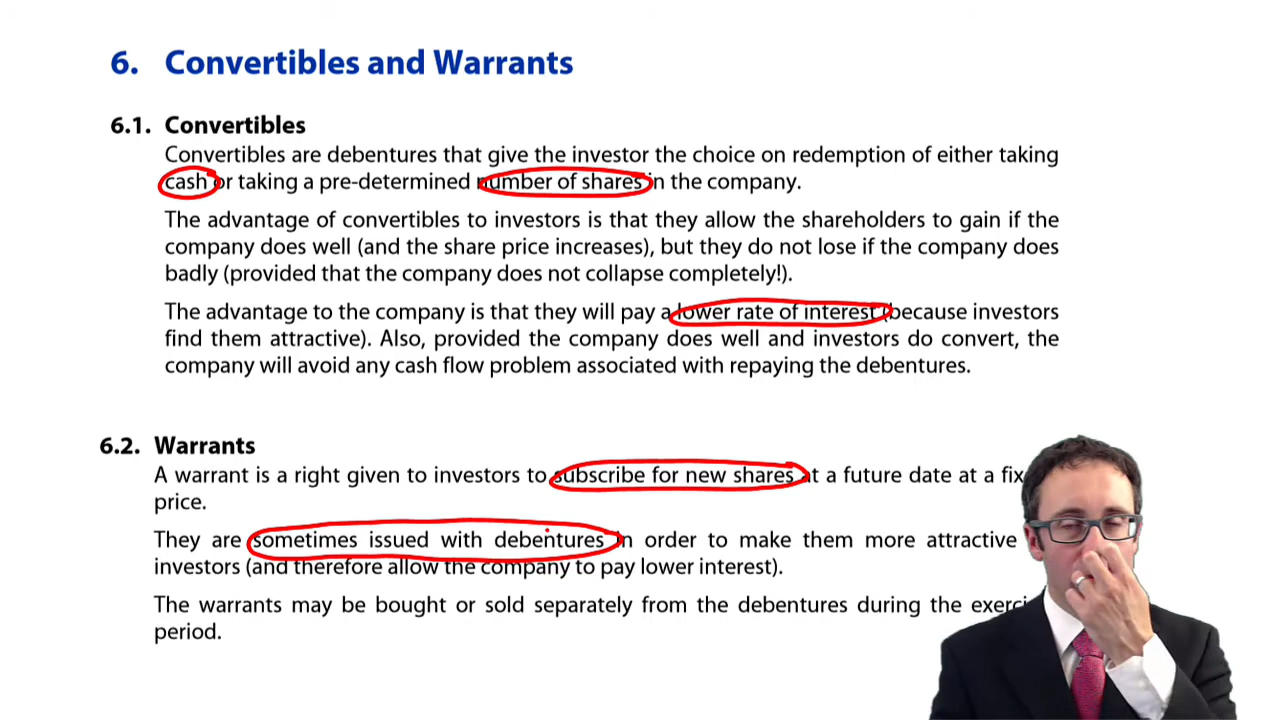 6. Convertibles and Warrants
6.1. Convertibles
Convertibles are debentures that give the investor the choice on redemption of either taking
cash or taking a pre-determined number of shares in the company.
The advantage of convertibles to investors is that they allow the shareholders to gain if the
company does well (and the share price increases), but they do not lose if the company does
badly (provided that the company does not collapse completely!).
The advantage to the company is that they will pay a lower rate of interest (because investors
find them attractive). Also, provided the company does well and investors do convert, the
company will avoid any cash flow problem associated with repaying the debentures.
6.2. Warrants
A warrant is a right given to investors to subscribe for new shares at a future date at a
price.
They are sometimes issued with debentures in order to make them more attractive
investors (and therefore allow the company to pay lower interest).
The warrants may be bought or sold separately from the debentures during the
period.